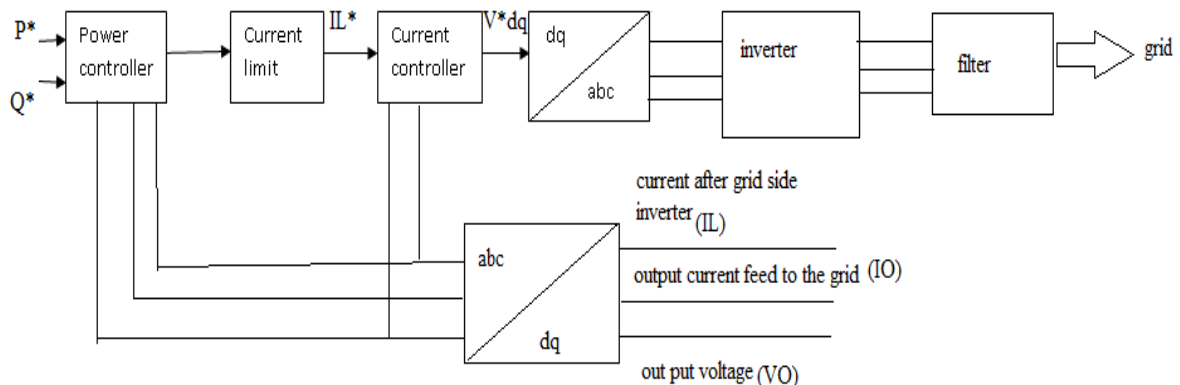 P*
Q*
Power
controller
Current
limit
IL*
Current
controller
V*dq
dq
abc
inverter
filter
grid
current after grid side
inverter (IL)
abc
output current feed to the grid (IO)
dq
out put voltage (VO)